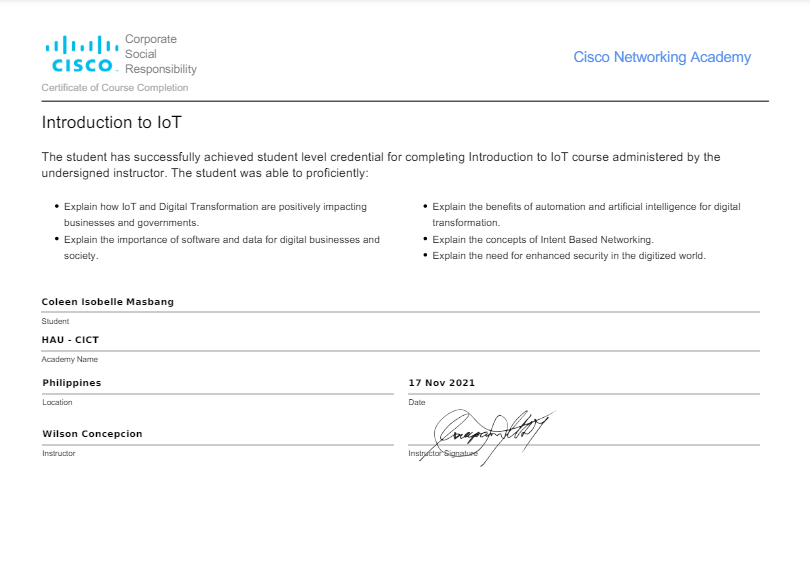 Corporate
Social
Responsibility
CISCO
Cisco Networking Academy
Certificate of Course Completion
Introduction to IoT
The student has successfully achieved student level credential for completing Introduction to IoT course administered by the
undersigned instructor. The student was able to proficiently:
• Explain how IoT and Digital Transformation are positively impacting
businesses and governments.
• Explain the importance of software and data for digital businesses and
society.
• Explain the benefits of automation and artificial intelligence for digital
transformation.
• Explain the concepts of Intent Based Networking.
• Explain the need for enhanced security in the digitized world.
Coleen Isobelle Masbang
Student
HAU - CICT
Academy Name
Philippines
Location
17 Nov 2021
Date
Wilson Concepcion
Instructor
Instructor Signature